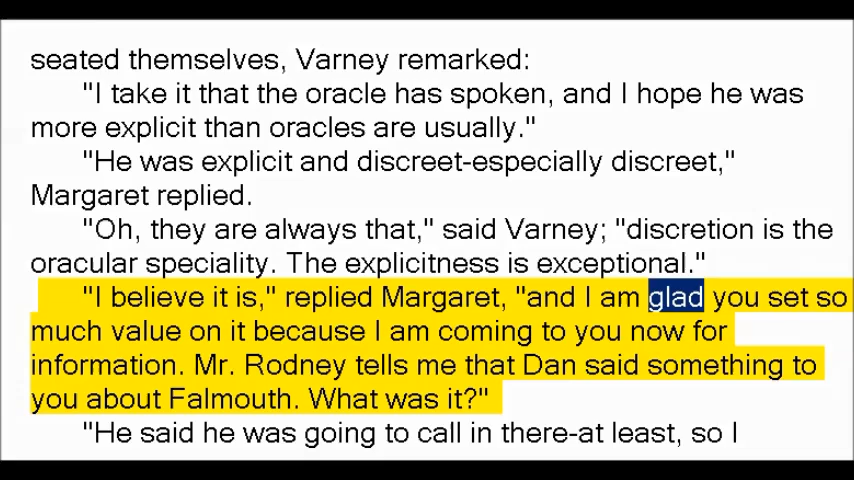 seated themselves, Varney remarked:
"I take it that the oracle has spoken, and I hope he was
more explicit than oracles are usually."
"He was explicit and discreet-especially discreet,"
Margaret replied.
"Oh, they are always that," said Varney; "discretion is the
oracular speciality. The explicitness is exceptional."
"I believe it is," replied Margaret, "and I am glad you set so
much value on it because I am coming to you now for
information. Mr. Rodney tells me that Dan said something to
you about Falmouth. What was it?"
"He said he was going to call in there-at least, so I